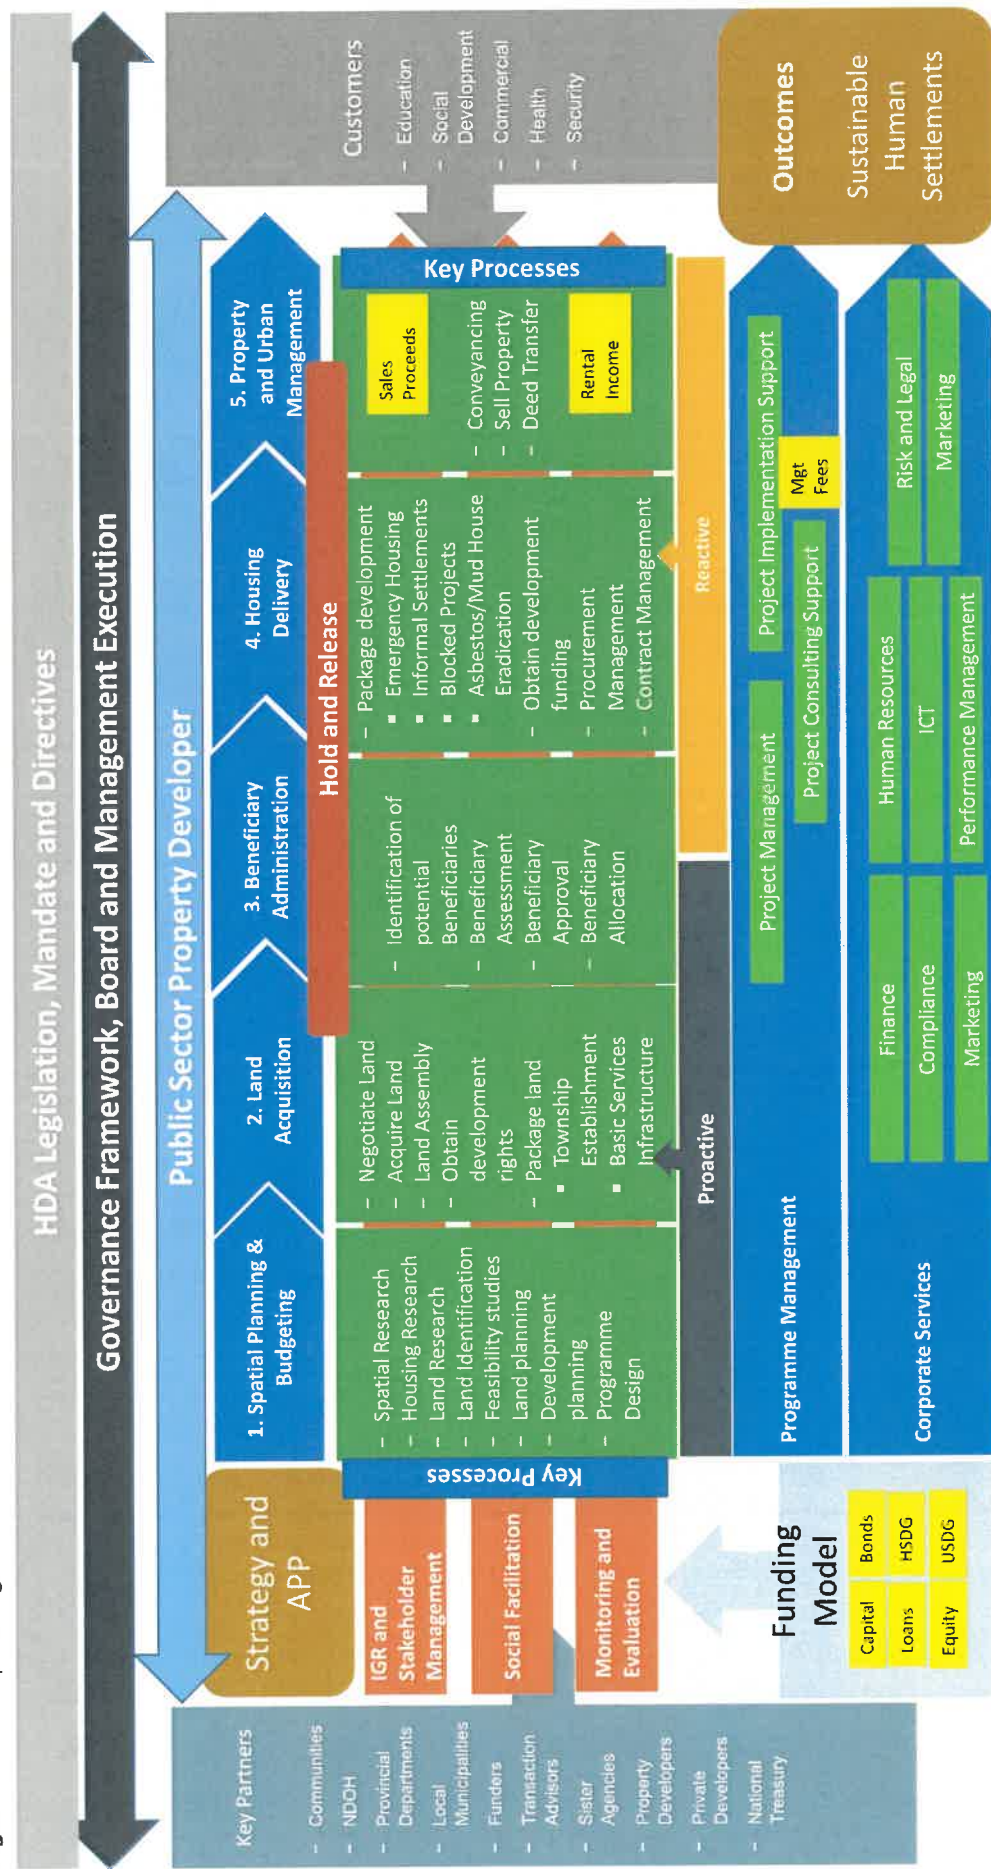 HDA Legislation, Mandate and Directives
Governance Framework, Board and Management Execution
Public Sector Property Developer
Key Partners
– Communities
– NDOH
– Provincial
Departments
– Local
Municipalities
– Funders
– Transaction
Advisors
– Sister
Agencies
– Property
Developers
– Private
Developers
– National
Treasury
Strategy and
APP
IGR and
Stakeholder
Management
Social Facilitation
Monitoring and
Evaluation
Funding
Model
Capital
Bonds
Loans
HSDG
Equity
USDG
1. Spatial Planning &
Budgeting
2. Land
Acquisition
3. Beneficiary
Administration
4. Housing
Delivery
5. Property
and Urban
Management
Hold and Release
Key Processes
– Spatial Research
– Housing Research
– Land Research
– Land Identification
– Feasibility studies
– Land planning
– Development
planning
– Programme
Design
– Negotiate Land
– Acquire Land
– Land Assembly
– Obtain
development
rights
– Package land
▪ Township
Establishment
▪ Basic Services
Infrastructure
– Identification of
potential
Beneficiaries
– Beneficiary
Assessment
– Beneficiary
Approval
– Beneficiary
Allocation
– Package development
▪ Emergency Housing
▪ Informal Settlements
▪ Blocked Projects
▪ Asbestos/Mud House
Eradication
– Obtain development
funding
– Procurement
Management
– Contract Management
Sales
Proceeds
– Conveyancing
– Sell Property
– Deed Transfer
Rental
Income
Key Processes
Customers
– Education
– Social
Development
– Commercial
– Health
– Security
Proactive
Reactive
Programme Management
Project Management
Project Implementation Support
Project Consulting Support
Mgt
Fees
Corporate Services
Finance
Human Resources
Risk and Legal
Compliance
ICT
Marketing
Marketing
Performance Management
Outcomes
Sustainable
Human
Settlements